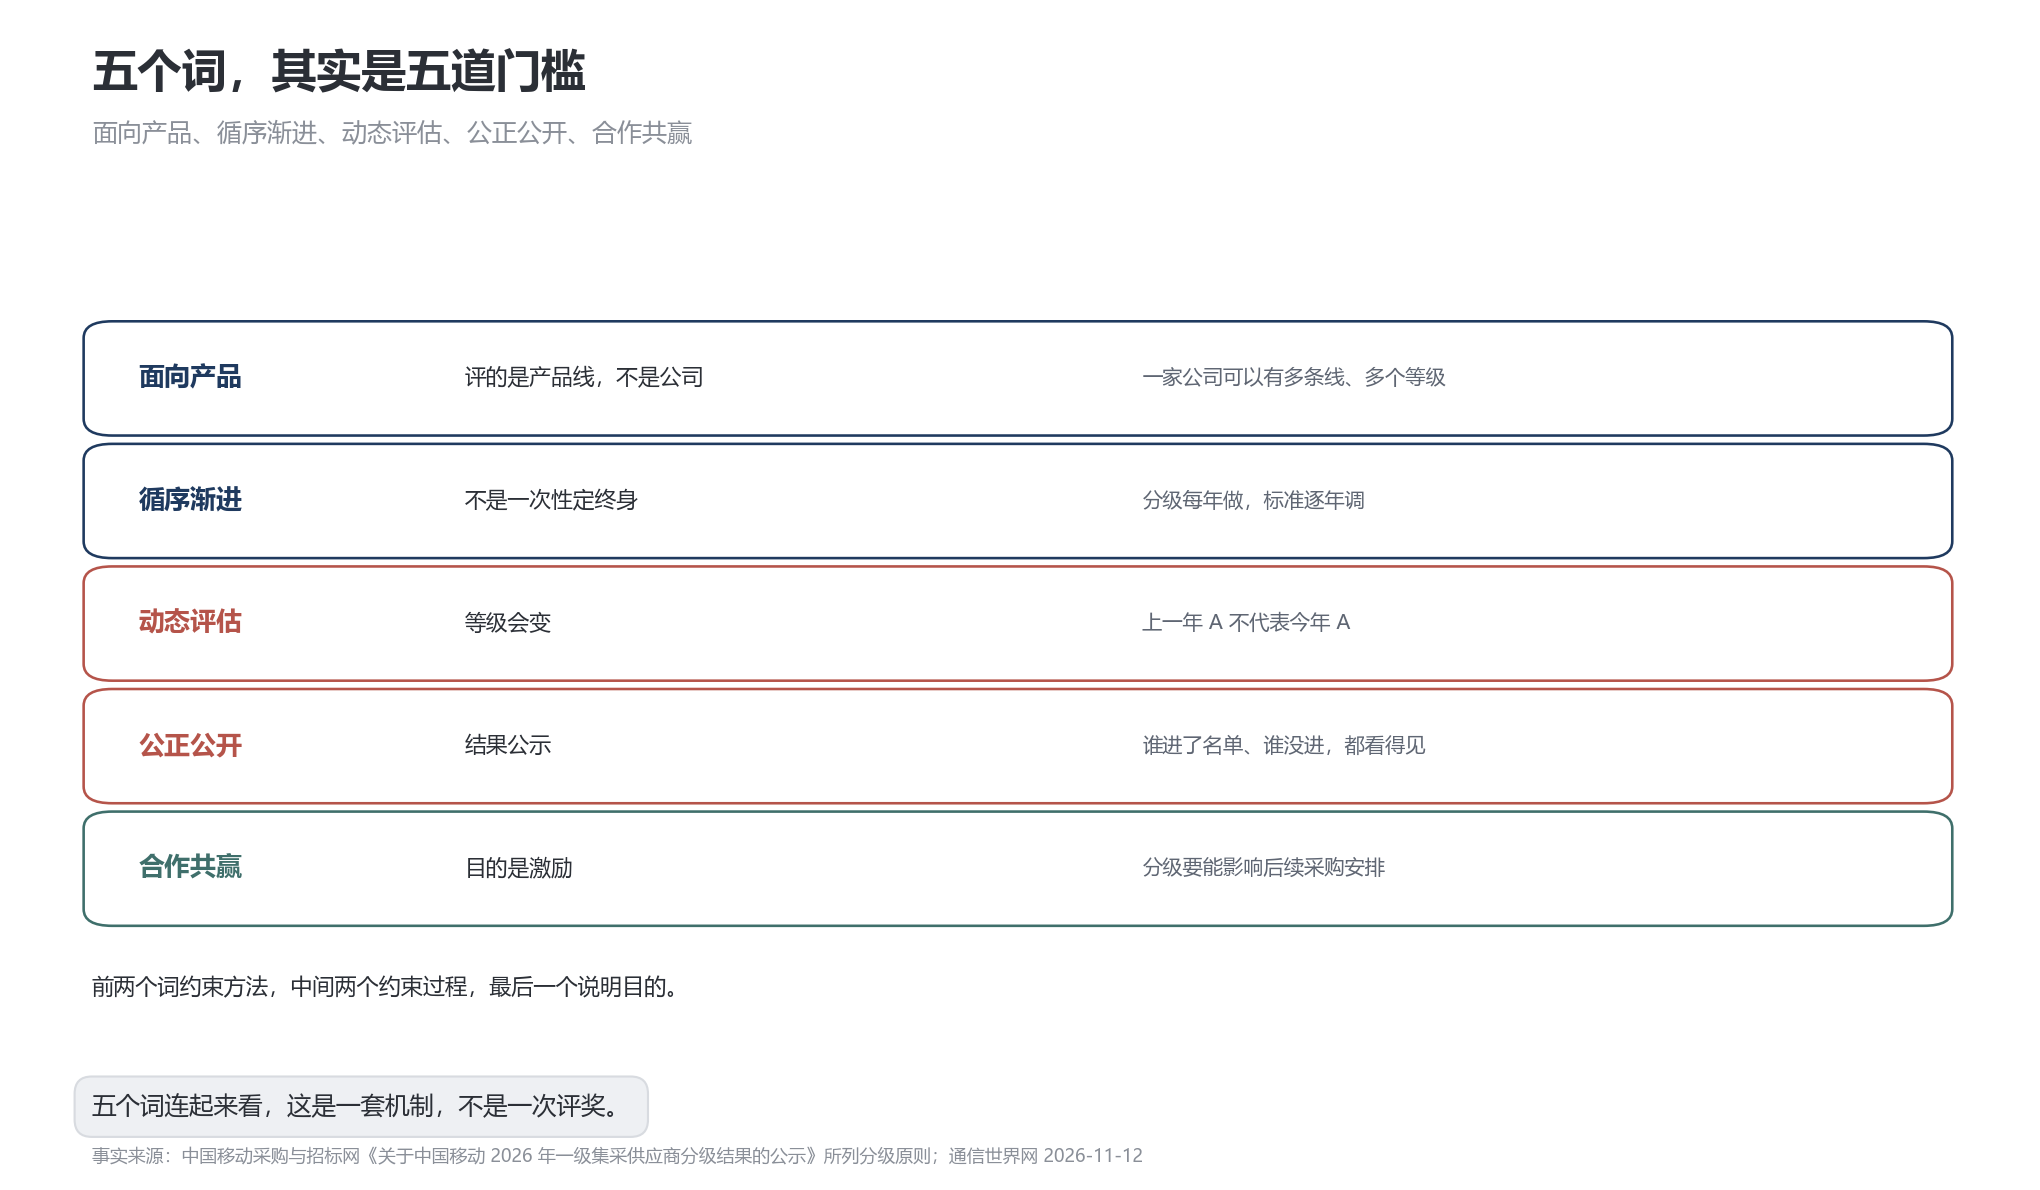 五个词，其实是五道门槛
面向产品、循序渐进、动态评估、公正公开、合作共赢
面向产品 评的是产品线，不是公司 一家公司可以有多条线、多个等级
循序渐进 不是一次性定终身 分级每年做，标准逐年调
动态评估 等级会变 上一年 A 不代表今年 A
公正公开 结果公示 谁进了名单、谁没进，都看得见
合作共赢 目的是激励 分级要能影响后续采购安排
前两个词约束方法，中间两个约束过程，最后一个说明目的。
五个词连起来看，这是一套机制，不是一次评奖。
事实来源：中国移动采购与招标网《关于中国移动 2026 年一级集采供应商分级结果的公示》所列分级原则；通信世界网 2026-11-12